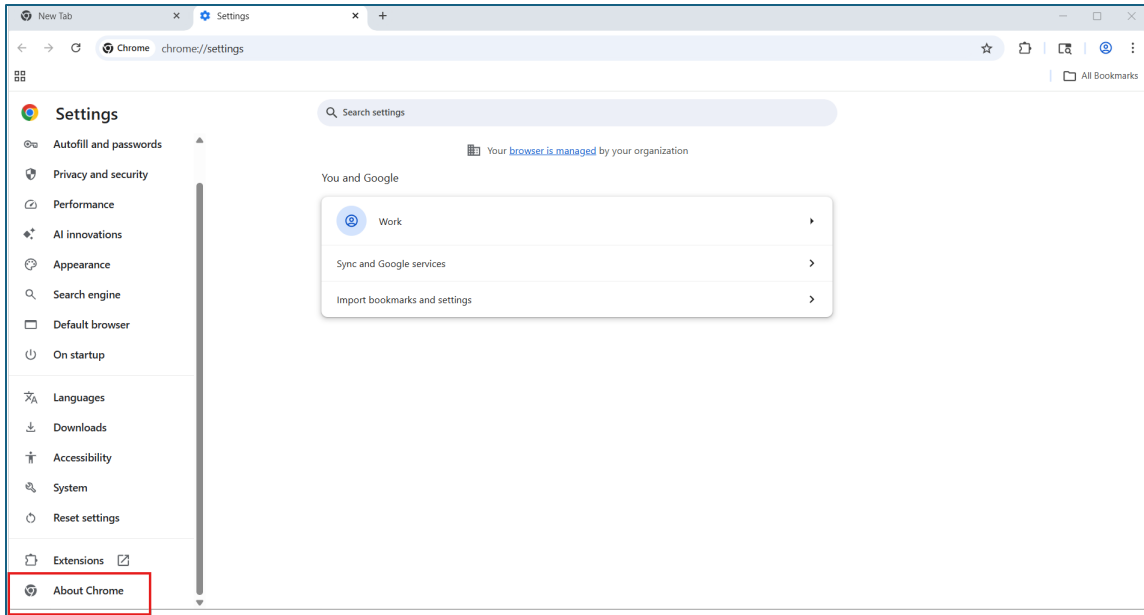 New Tab
Settings
Chrome chrome://settings
All Bookmarks
Settings
Search settings
Autofill and passwords
Privacy and security
Performance
AI innovations
Appearance
Search engine
Default browser
On startup
Languages
Downloads
Accessibility
System
Reset settings
Extensions
About Chrome
Your browser is managed by your organization
You and Google
Work
Sync and Google services
Import bookmarks and settings